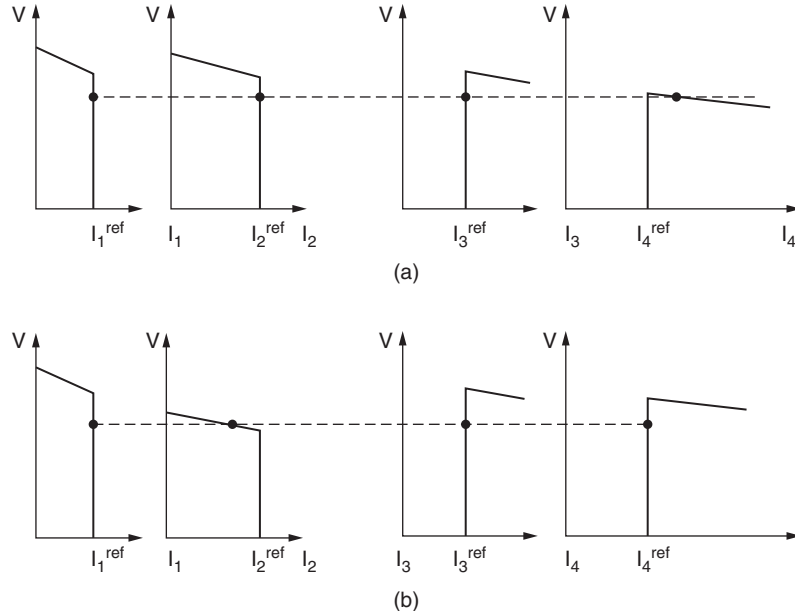 V V V V
I₁ʳᵉᶠ I₁ I₂ʳᵉᶠ I₂ I₃ʳᵉᶠ I₃ I₄ʳᵉᶠ I₄
(a)
V V V V
I₁ʳᵉᶠ I₁ I₂ʳᵉᶠ I₂ I₃ I₃ʳᵉᶠ I₄ I₄ʳᵉᶠ
(b)